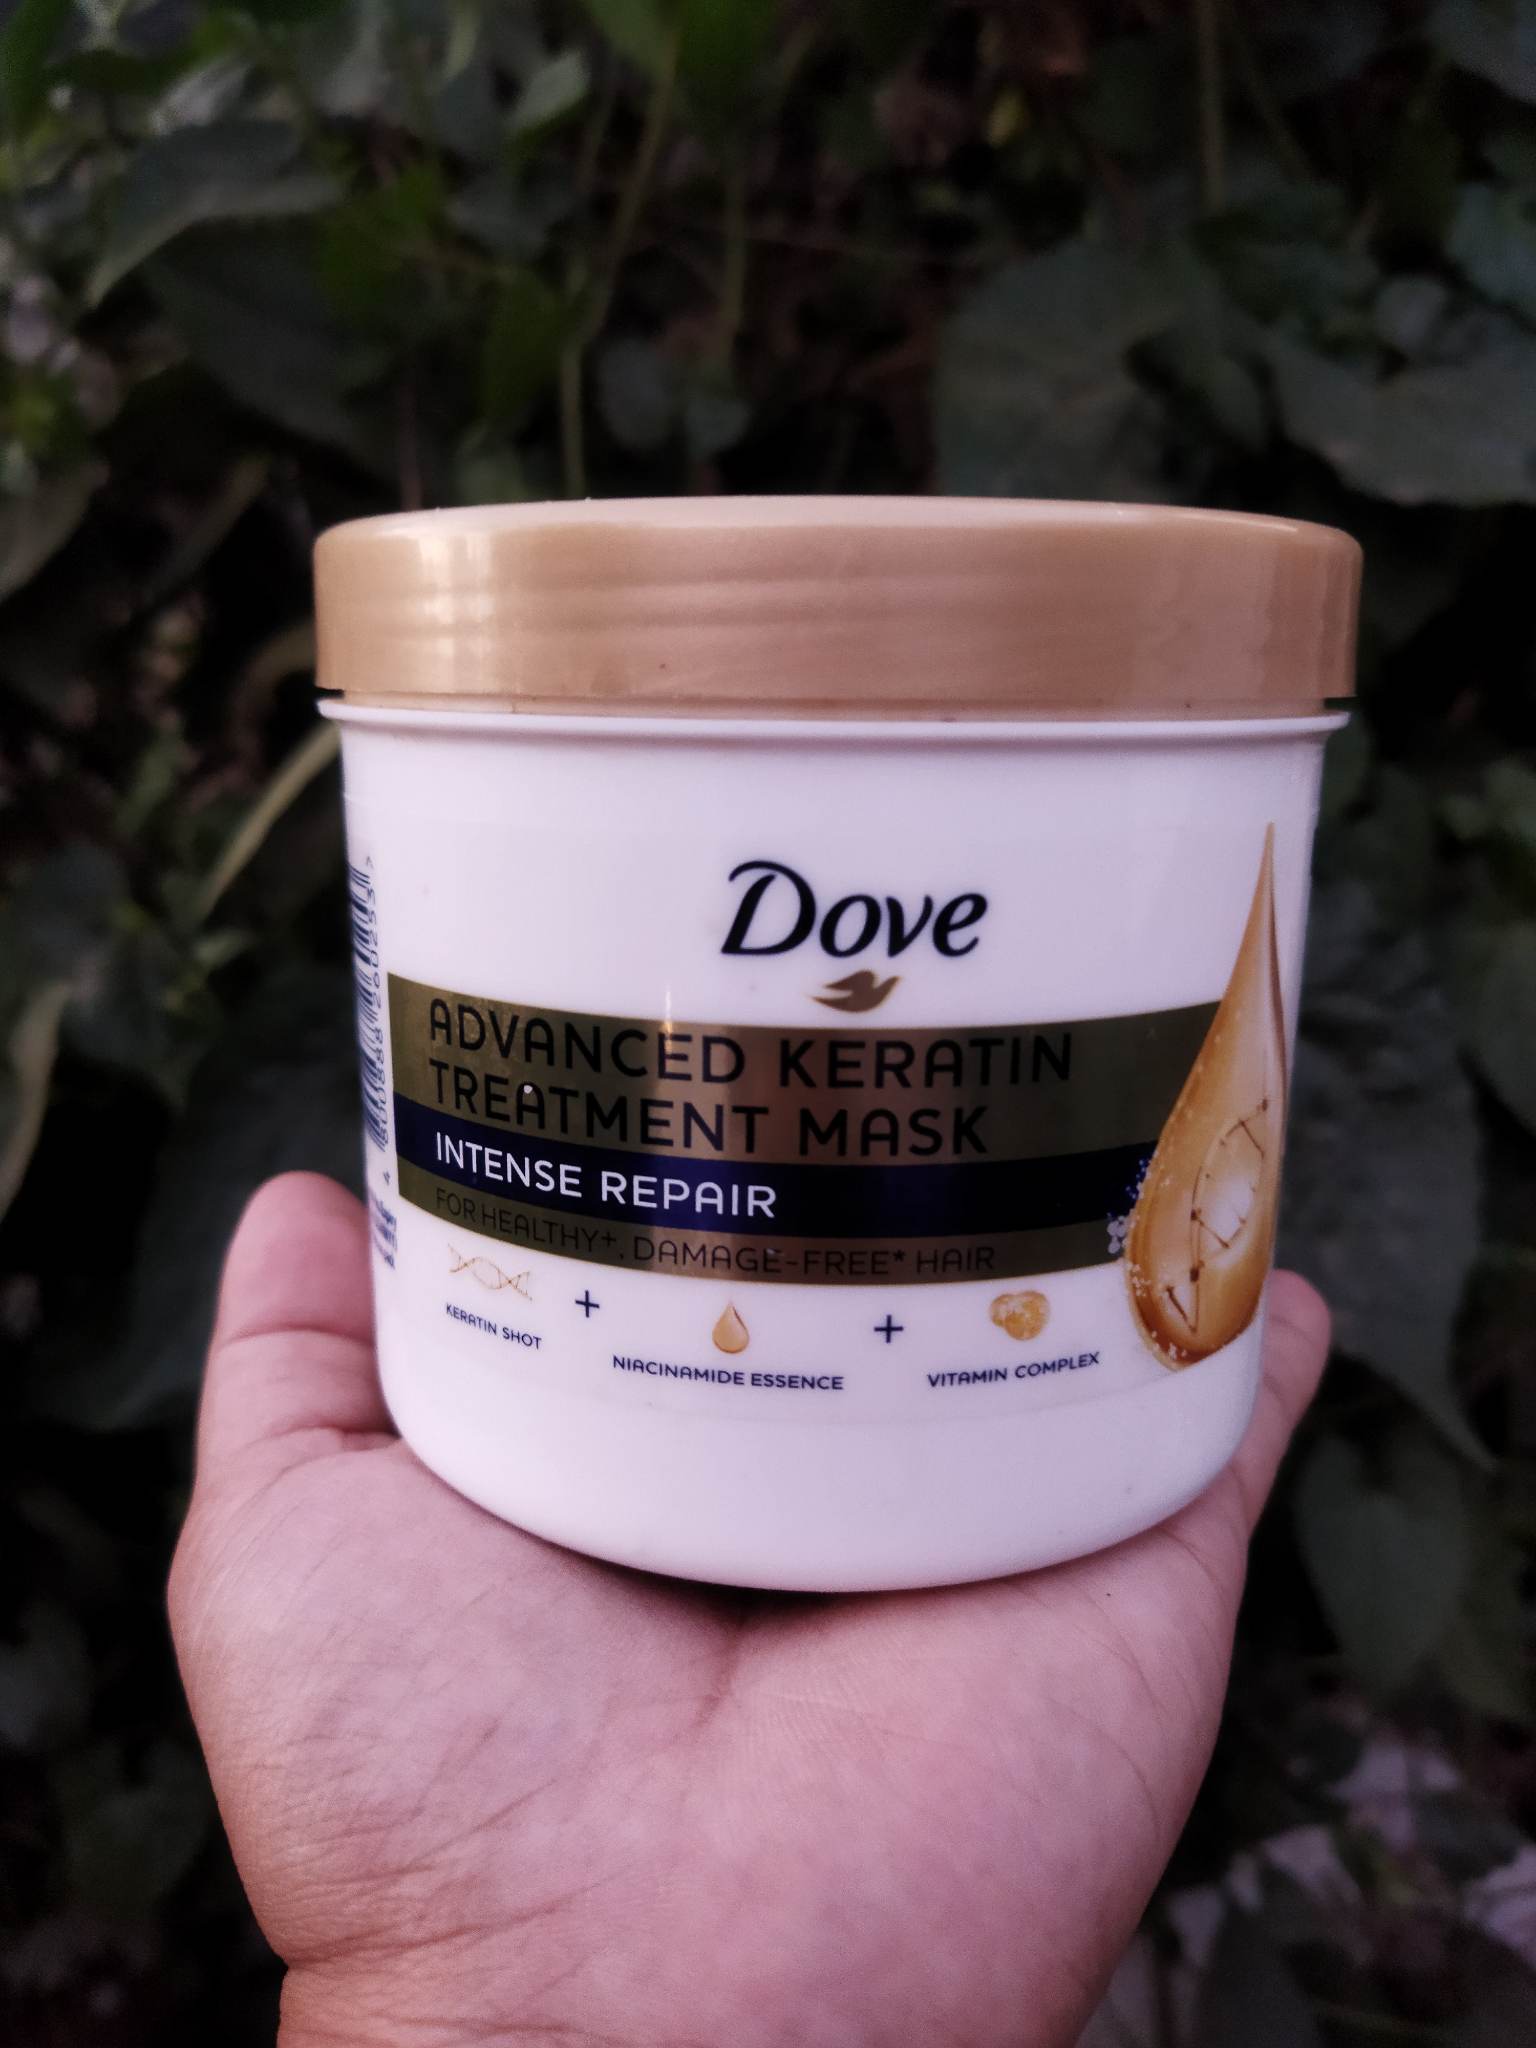 Dove
ADVANCED KERATIN
TREATMENT MASK
INTENSE REPAIR
FOR HEALTHY+, DAMAGE-FREE* HAIR
KERATIN SHOT
+
NIACINAMIDE ESSENCE
+
VITAMIN COMPLEX